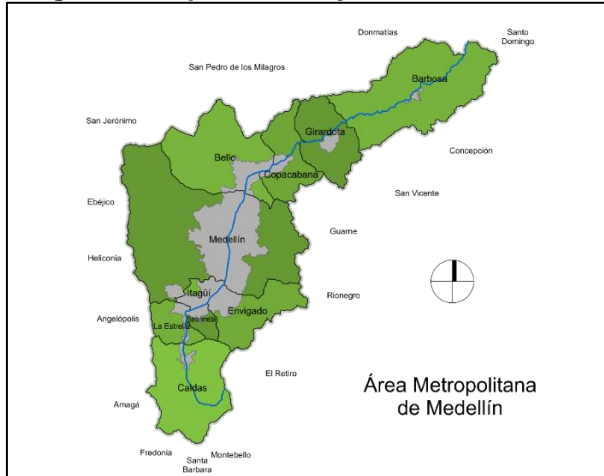 Donmatías
Santo
Domingo
San Pedro de los Milagros
Barbosa
San Jerónimo
Girardota
Bello
Concepción
Copacabana
San Vicente
Ebéjico
Guarne
Medellín
Heliconia
Itagüí
Rionegro
Envigado
Angelópolis
La Estrella
Sabaneta
El Retiro
Caldas
Área Metropolitana
de Medellín
Amagá
Fredonia
Santa
Barbara
Montebello